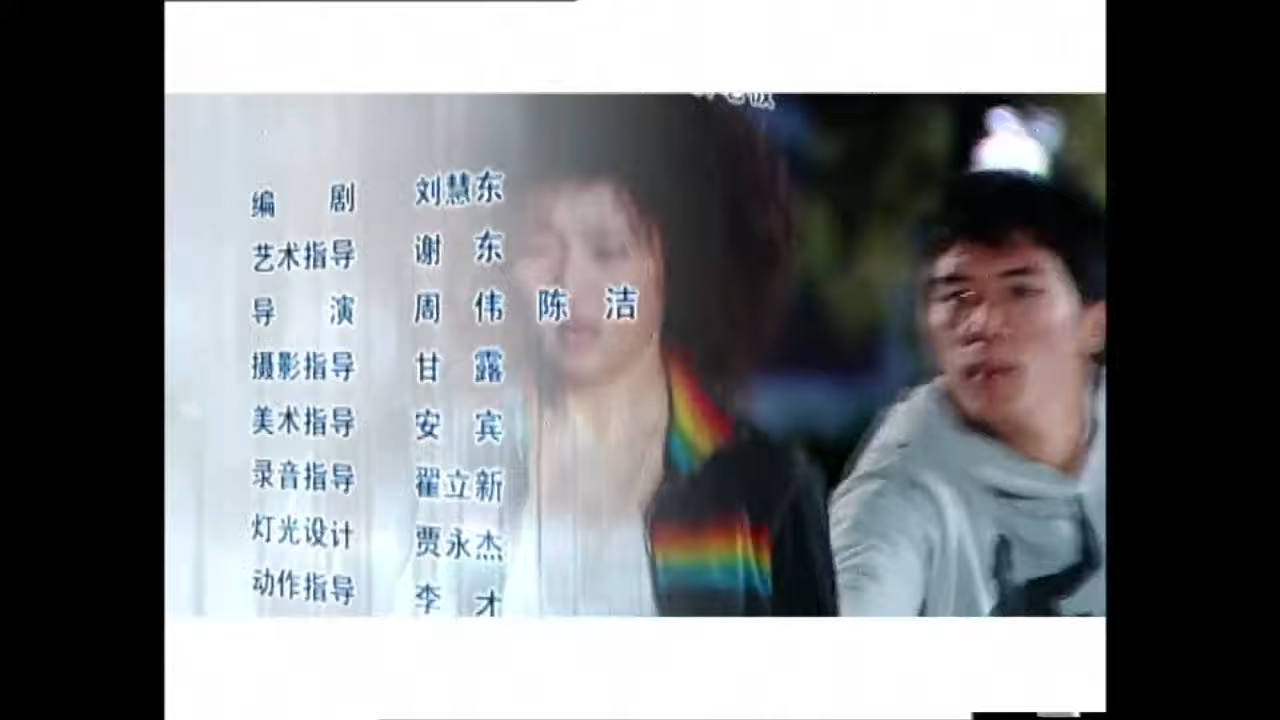 编剧 刘慧东
艺术指导 谢东
导演 周伟 陈洁
摄影指导 甘露
美术指导 安宾
录音指导 翟立新
灯光设计 贾永杰
动作指导 李才